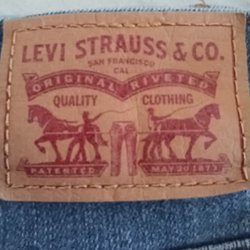 LEVI STRAUSS & CO.
SAN FRANCISCO
CAL
ORIGINAL RIVETED
QUALITY CLOTHING
PATENTED MAY 20 1873